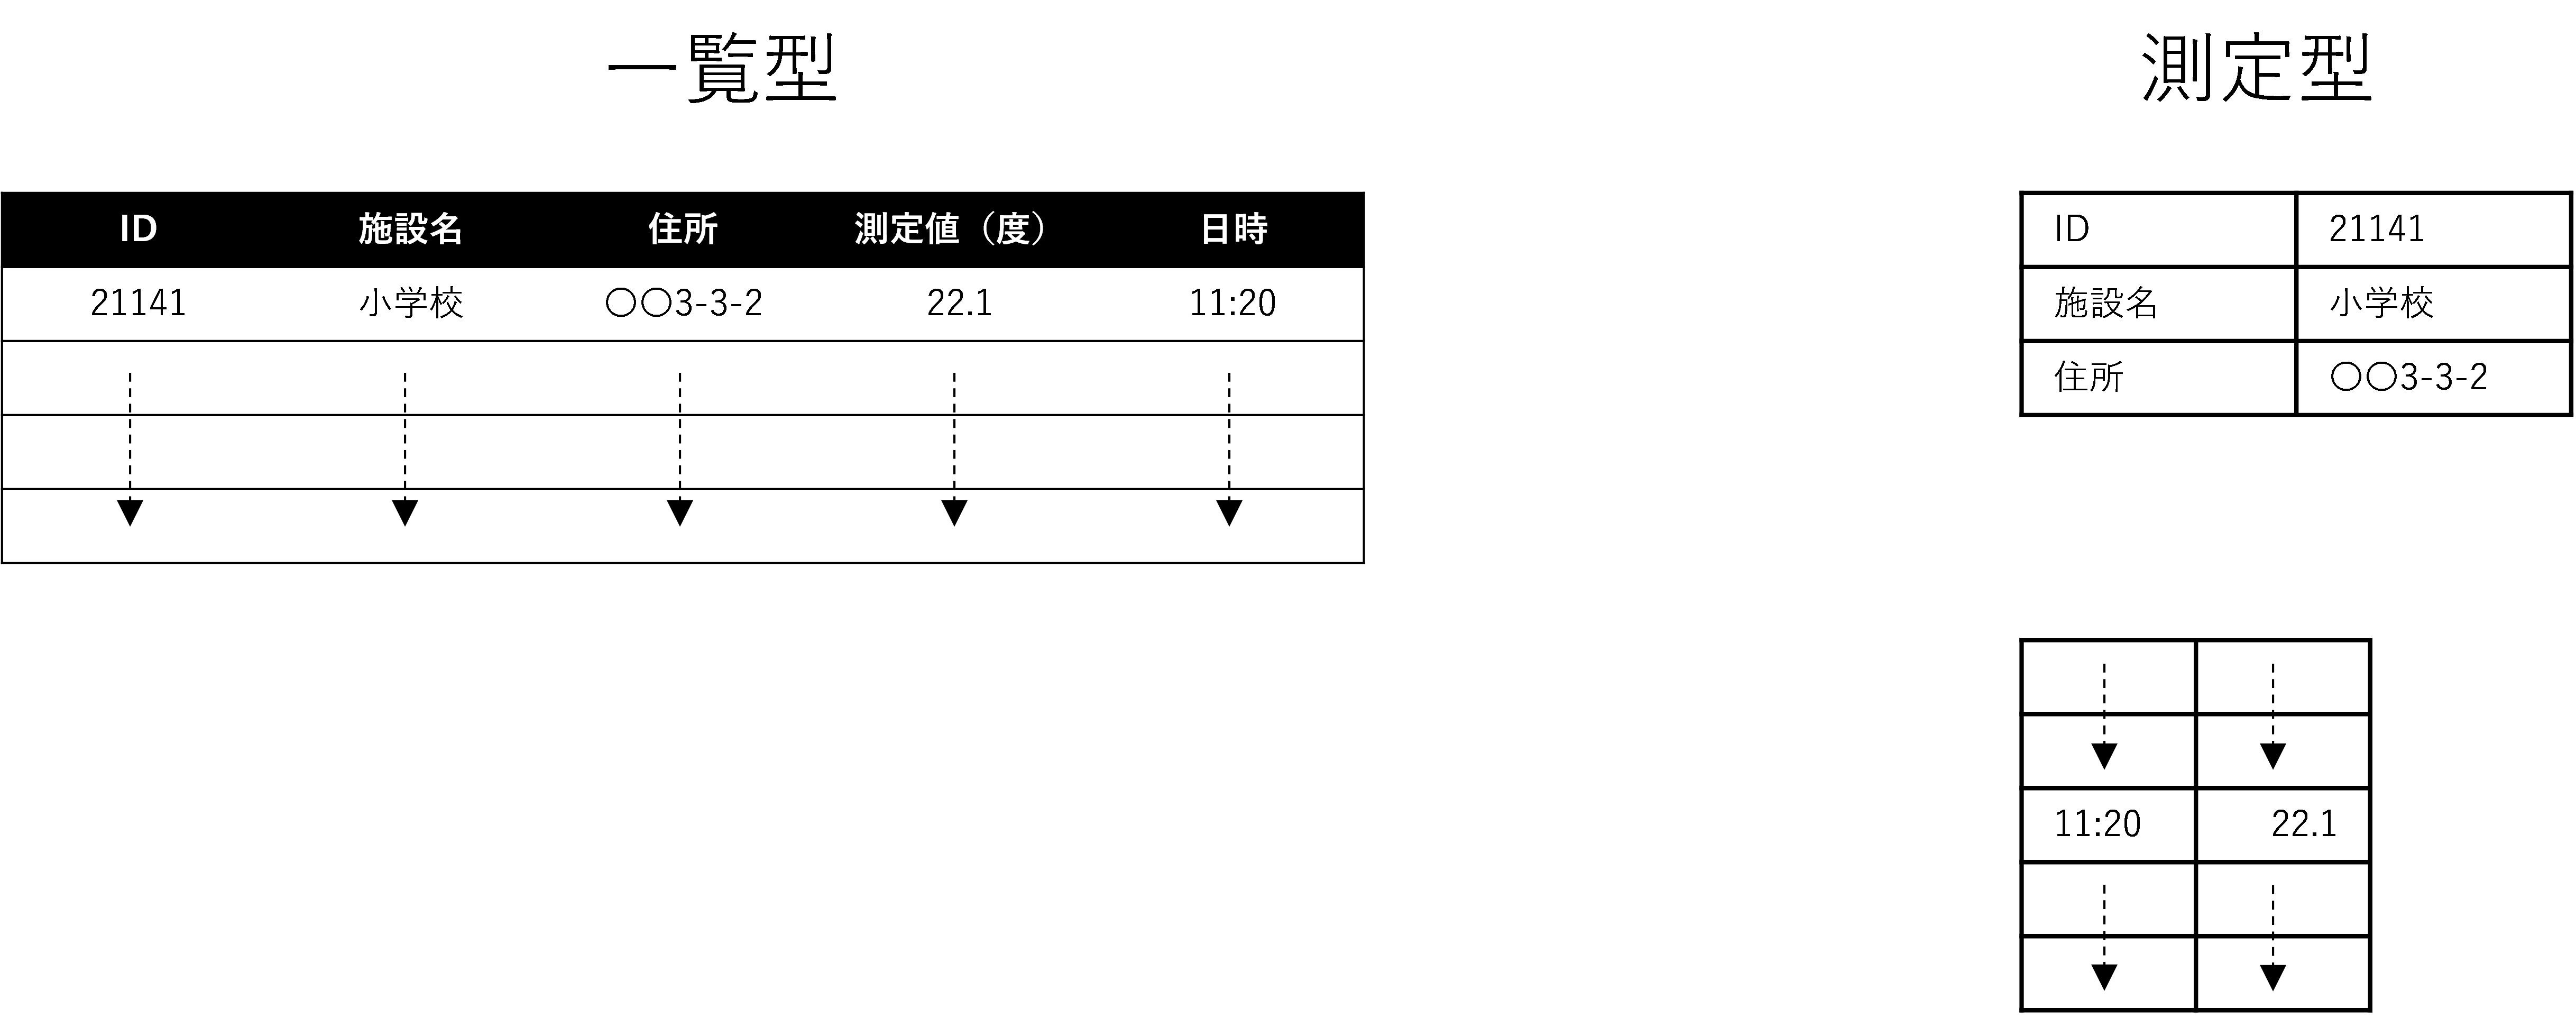 一覧型
測定型
ID 施設名 住所 測定値（度） 日時
21141 小学校 〇〇3-3-2 22.1 11:20
ID 21141
施設名 小学校
住所 〇〇3-3-2
11:20 22.1